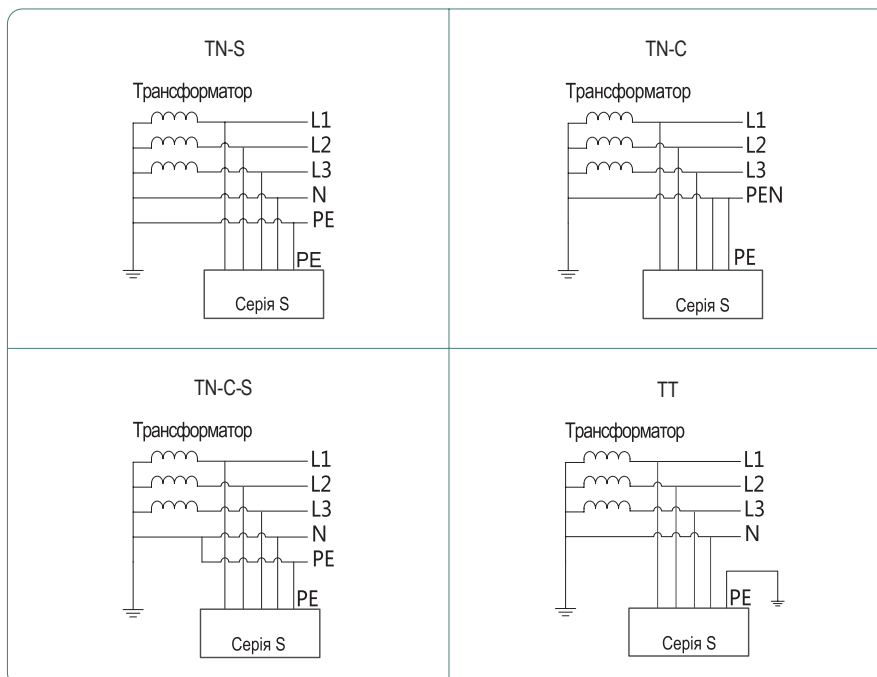 TN-S
Трансформатор
L1
L2
L3
N
PE
PE
Серія S
TN-C
Трансформатор
L1
L2
L3
PEN
PE
Серія S
TN-C-S
Трансформатор
L1
L2
L3
N
PE
PE
Серія S
TT
Трансформатор
L1
L2
L3
N
PE
Серія S